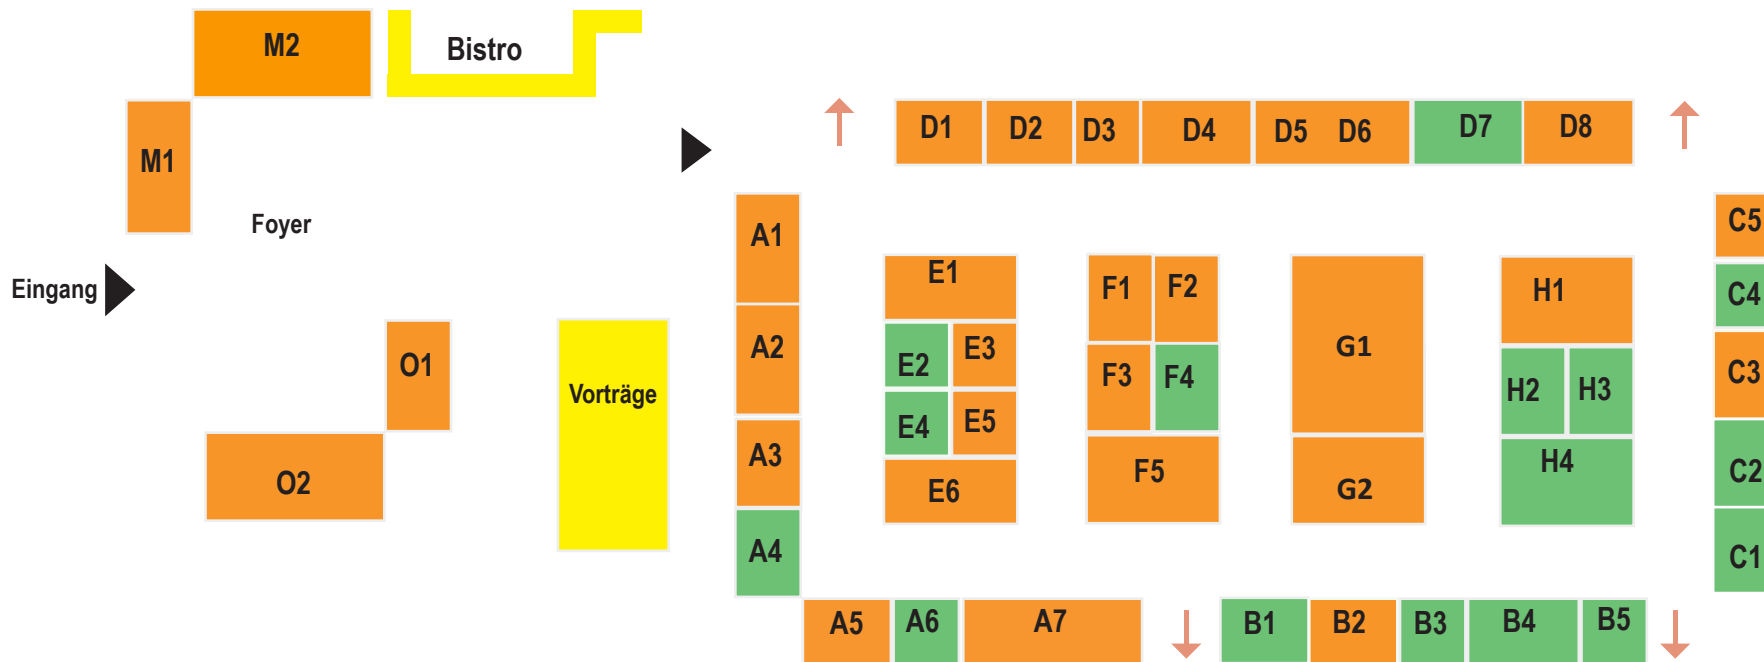 M2
Bistro
M1
Foyer
Eingang
O1
O2
Vorträge
D1 D2 D3 D4 D5 D6 D7 D8
A1
A2
A3
A4
A5 A6 A7
E1
E2 E3
E4 E5
E6
F1 F2
F3 F4
F5
G1
G2
H1
H2 H3
H4
C5
C4
C3
C2
C1
B1 B2 B3 B4 B5